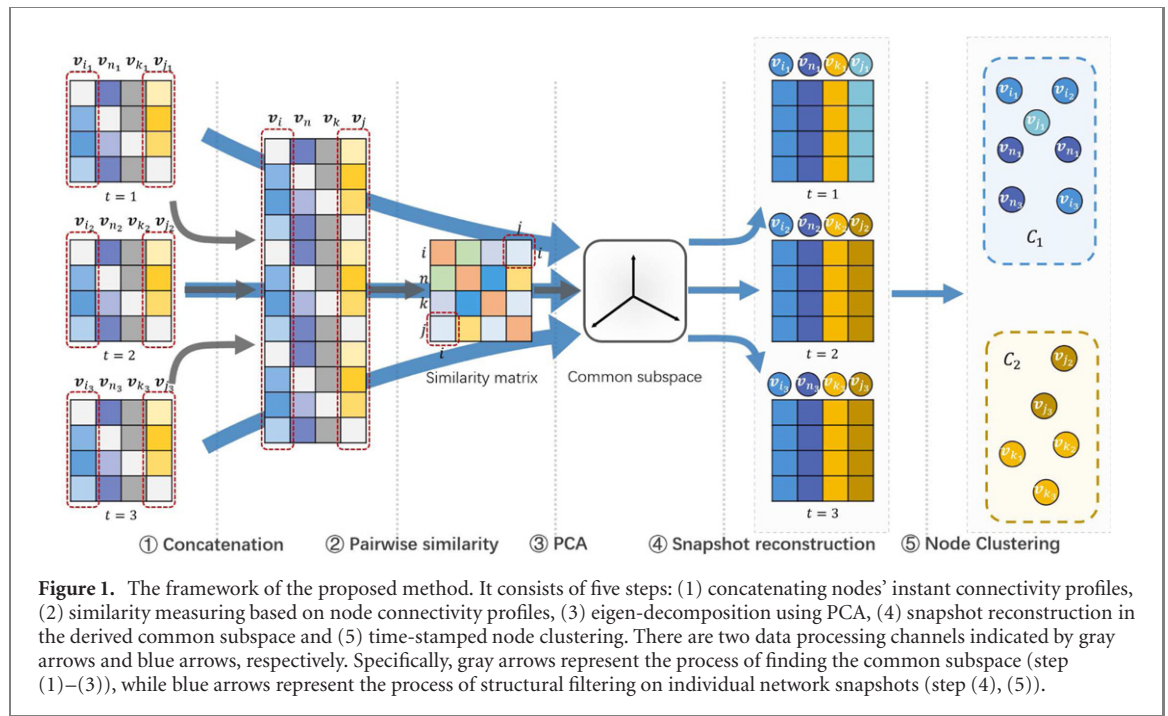 v_{i_1} v_{n_1} v_{k_1} v_{j_1}
t = 1
v_{i_2} v_{n_2} v_{k_2} v_{j_2}
t = 2
v_{i_3} v_{n_3} v_{k_3} v_{j_3}
t = 3
v_i v_n v_k v_j
j
i i
n
k
j
i
Similarity matrix
Common subspace
v_{i_1} v_{n_1} v_{k_1} v_{j_1}
t = 1
v_{i_2} v_{n_2} v_{k_2} v_{j_2}
t = 2
v_{i_3} v_{n_3} v_{k_3} v_{j_3}
t = 3
v_{i_1} v_{i_2}
v_{j_1}
v_{n_1} v_{n_1}
v_{n_3} v_{i_3}
C_1
C_2 v_{j_2}
v_{j_3}
v_{k_3} v_{k_2}
① Concatenation ② Pairwise similarity ③ PCA ④ Snapshot reconstruction ⑤ Node Clustering
Figure 1. The framework of the proposed method. It consists of five steps: (1) concatenating nodes' instant connectivity profiles,
(2) similarity measuring based on node connectivity profiles, (3) eigen-decomposition using PCA, (4) snapshot reconstruction in
the derived common subspace and (5) time-stamped node clustering. There are two data processing channels indicated by gray
arrows and blue arrows, respectively. Specifically, gray arrows represent the process of finding the common subspace (step
(1)–(3)), while blue arrows represent the process of structural filtering on individual network snapshots (step (4), (5)).